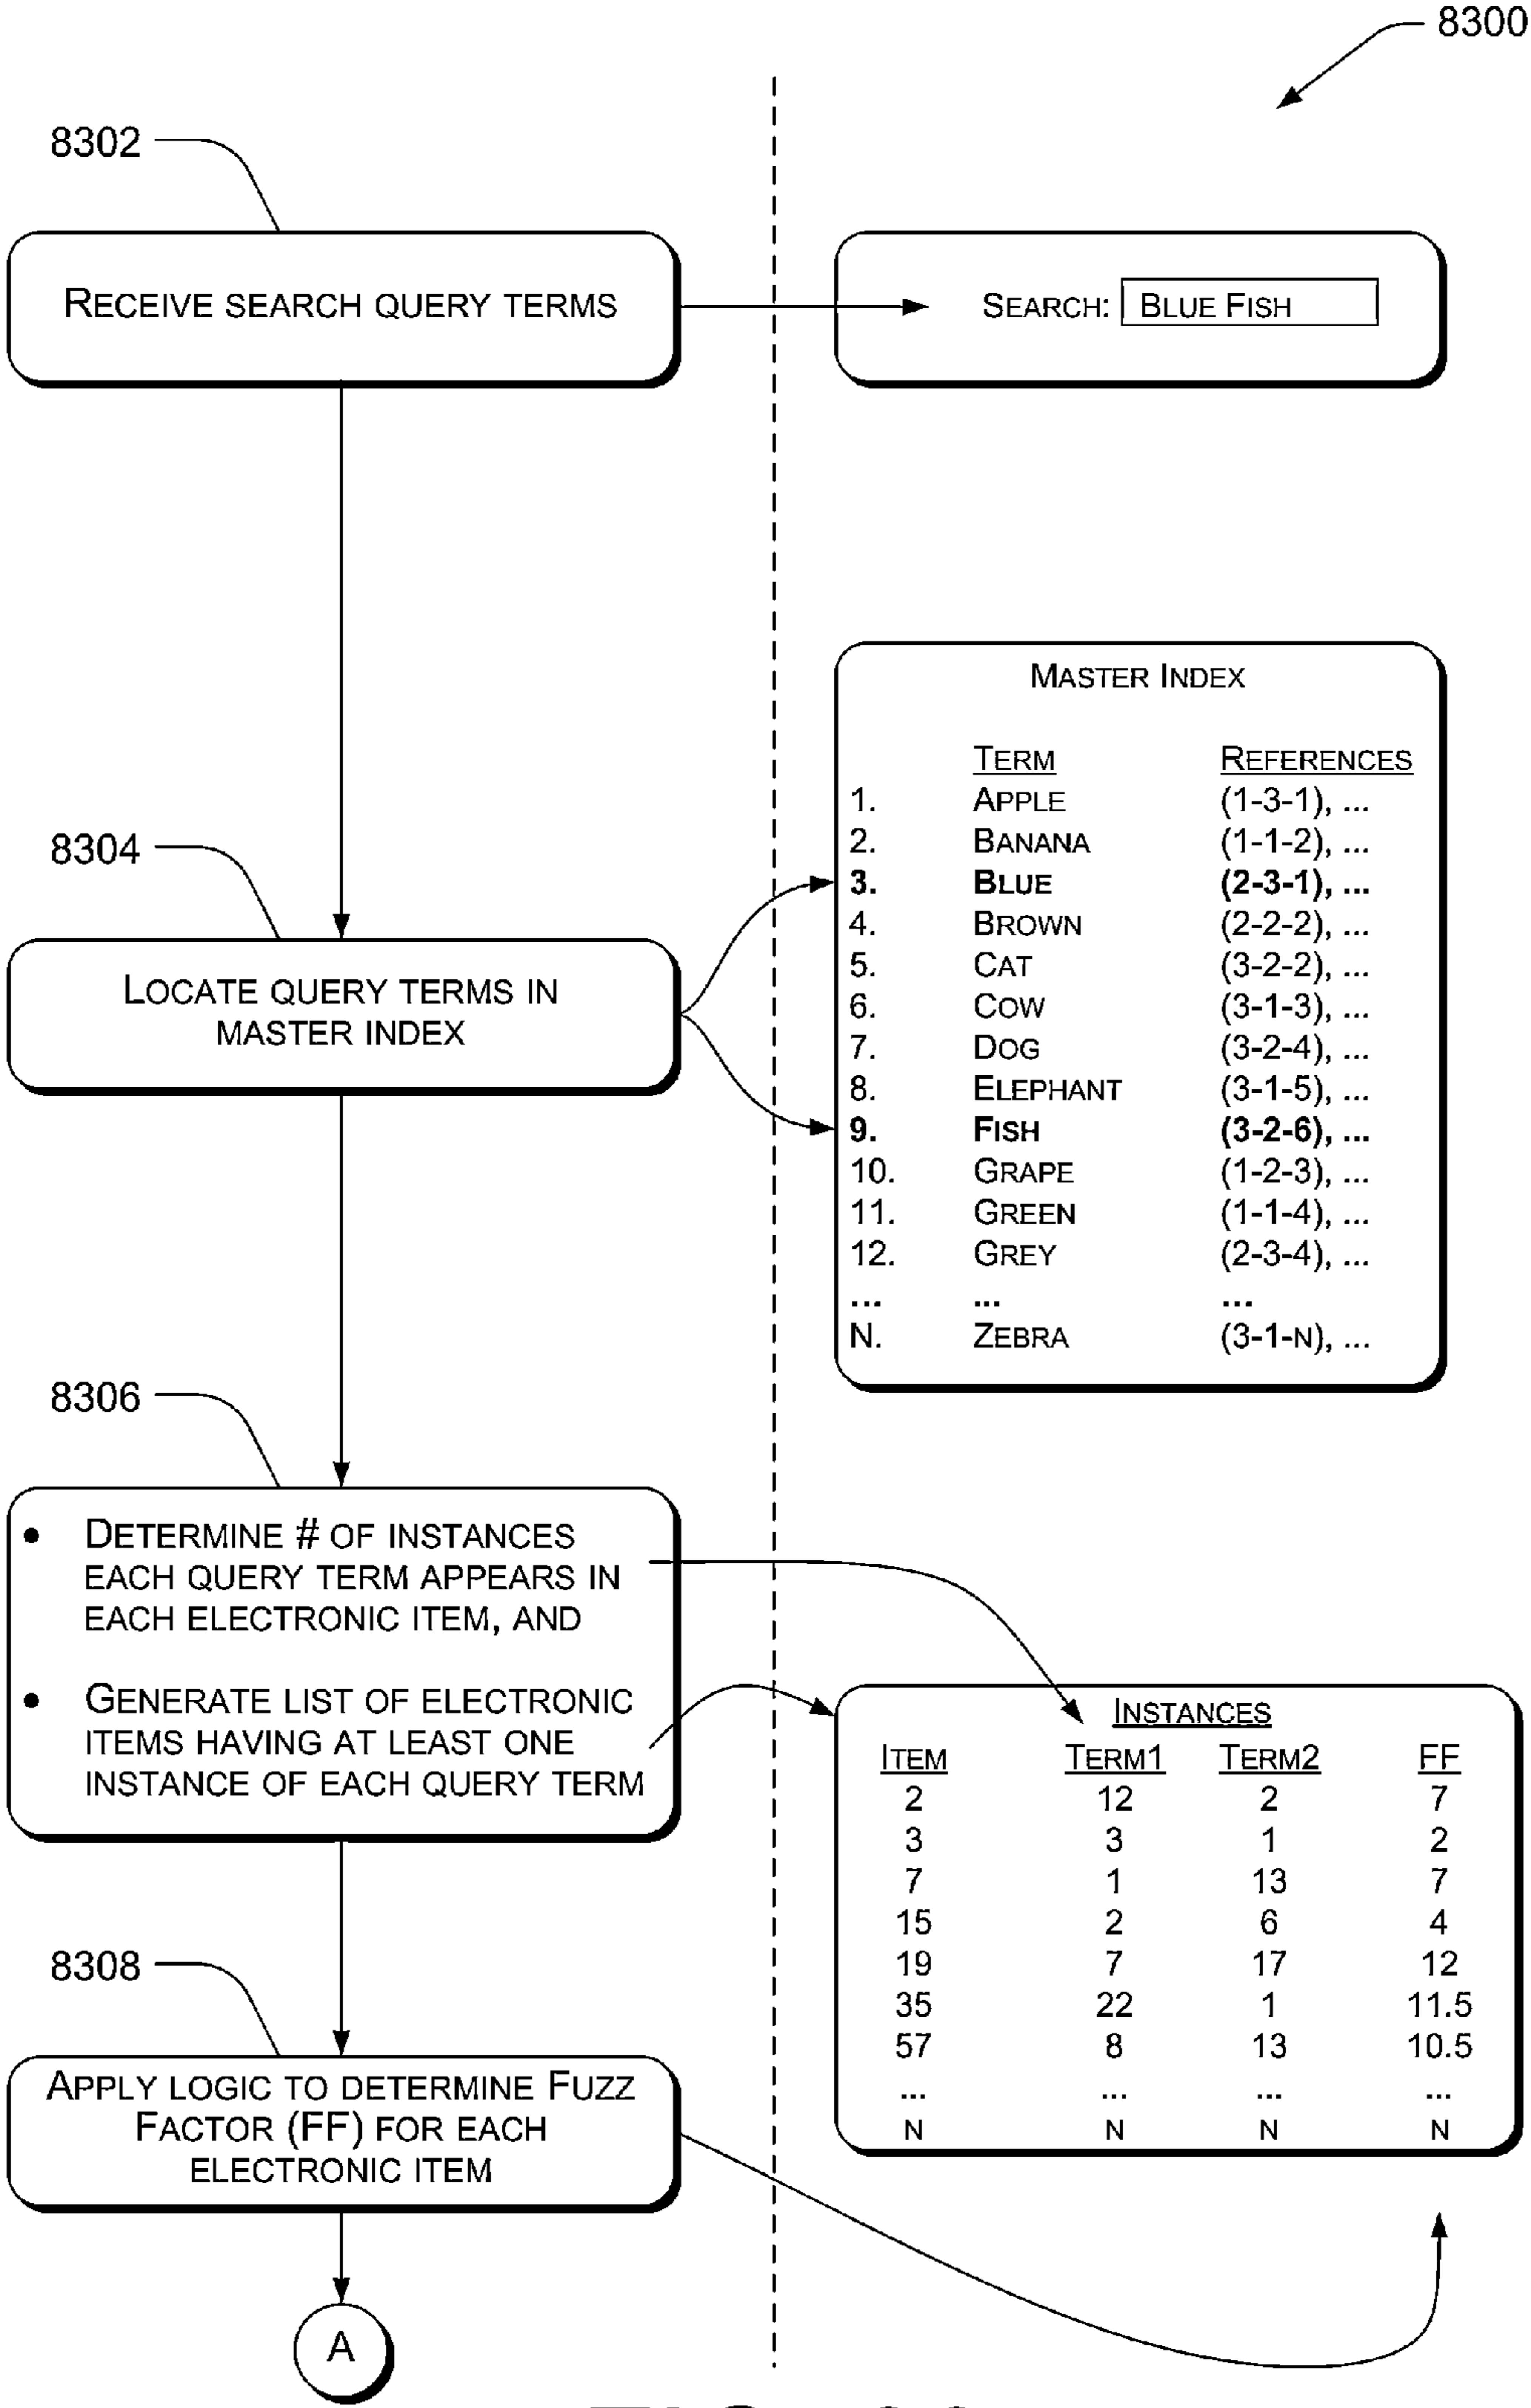 8300
8302
RECEIVE SEARCH QUERY TERMS
SEARCH: BLUE FISH
MASTER INDEX
TERM REFERENCES
1. APPLE (1-3-1), ...
2. BANANA (1-1-2), ...
3. BLUE (2-3-1), ...
4. BROWN (2-2-2), ...
5. CAT (3-2-2), ...
6. COW (3-1-3), ...
7. DOG (3-2-4), ...
8. ELEPHANT (3-1-5), ...
9. FISH (3-2-6), ...
10. GRAPE (1-2-3), ...
11. GREEN (1-1-4), ...
12. GREY (2-3-4), ...
... ... ...
N. ZEBRA (3-1-N), ...
8304
LOCATE QUERY TERMS IN
MASTER INDEX
8306
• DETERMINE # OF INSTANCES
EACH QUERY TERM APPEARS IN
EACH ELECTRONIC ITEM, AND
• GENERATE LIST OF ELECTRONIC
ITEMS HAVING AT LEAST ONE
INSTANCE OF EACH QUERY TERM
INSTANCES
ITEM TERM1 TERM2 FF
2 12 2 7
3 3 1 2
7 1 13 7
15 2 6 4
19 7 17 12
35 22 1 11.5
57 8 13 10.5
... ... ... ...
N N N N
8308
APPLY LOGIC TO DETERMINE FUZZ
FACTOR (FF) FOR EACH
ELECTRONIC ITEM
A